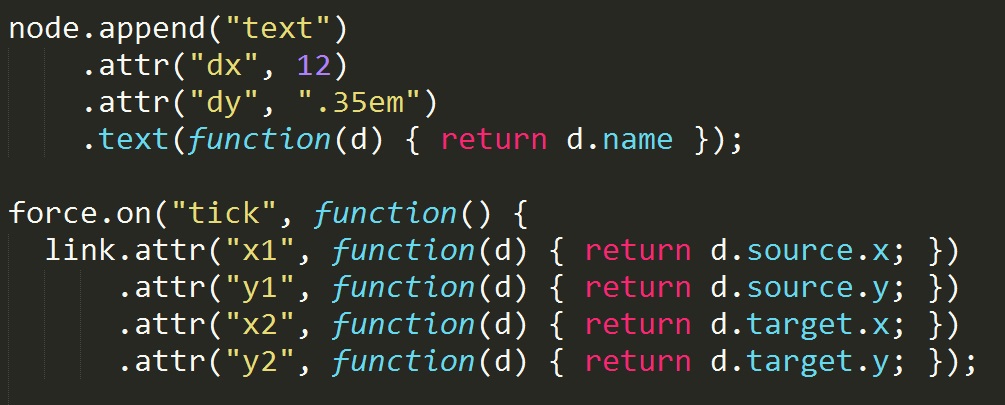 node.append("text")
    .attr("dx", 12)
    .attr("dy", ".35em")
    .text(function(d) { return d.name });

force.on("tick", function() {
  link.attr("x1", function(d) { return d.source.x; })
      .attr("y1", function(d) { return d.source.y; })
      .attr("x2", function(d) { return d.target.x; })
      .attr("y2", function(d) { return d.target.y; });